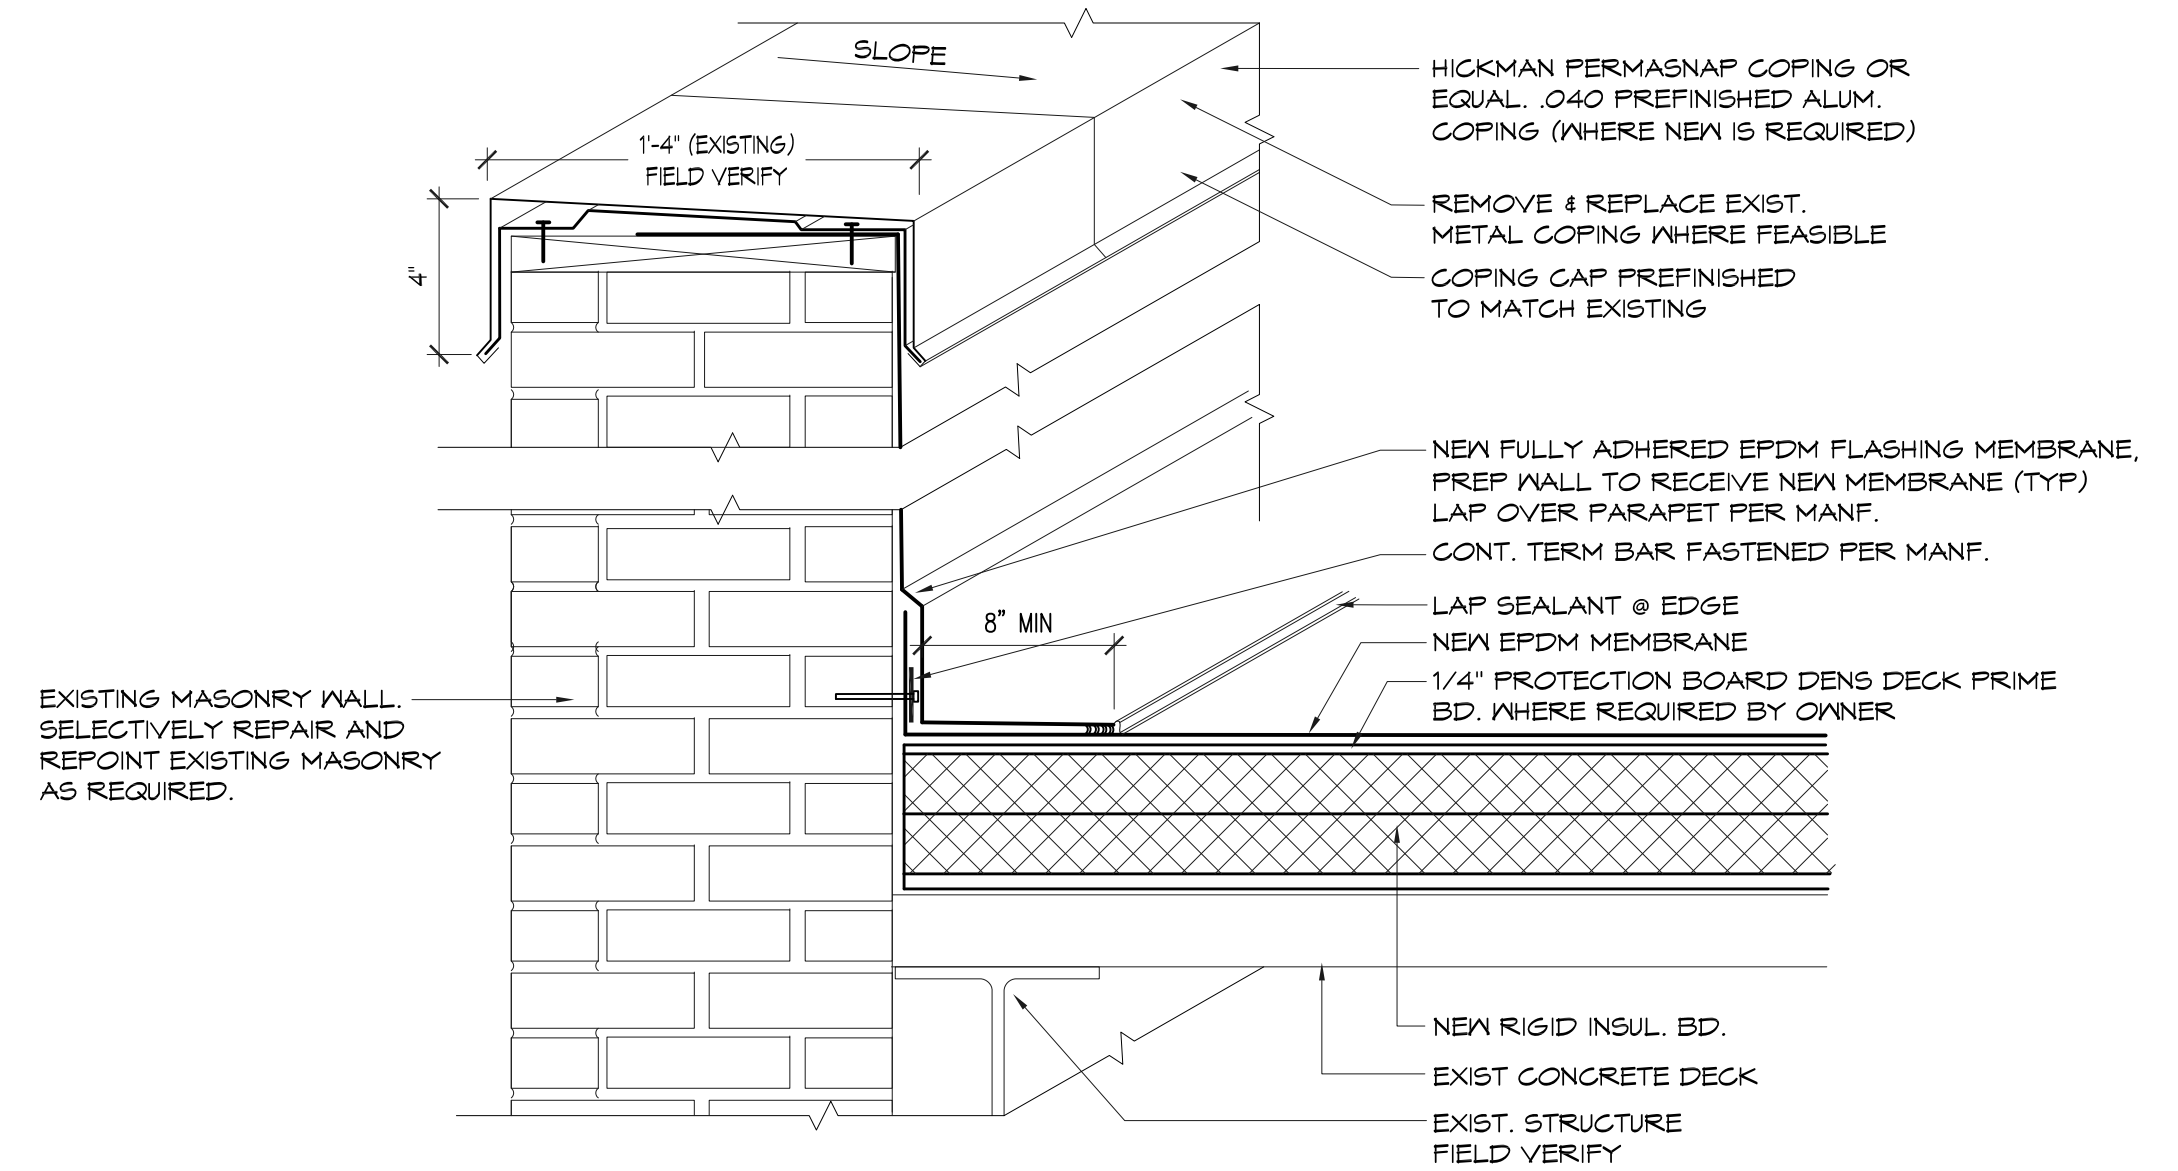 SLOPE
1'-4" (EXISTING)
FIELD VERIFY
4"
HICKMAN PERMASNAP COPING OR
EQUAL. .040 PREFINISHED ALUM.
COPING (WHERE NEW IS REQUIRED)
REMOVE & REPLACE EXIST.
METAL COPING WHERE FEASIBLE
COPING CAP PREFINISHED
TO MATCH EXISTING
NEW FULLY ADHERED EPDM FLASHING MEMBRANE,
PREP WALL TO RECEIVE NEW MEMBRANE (TYP)
LAP OVER PARAPET PER MANF.
CONT. TERM BAR FASTENED PER MANF.
8” MIN
LAP SEALANT @ EDGE
NEW EPDM MEMBRANE
1/4" PROTECTION BOARD DENS DECK PRIME
BD. WHERE REQUIRED BY OWNER
EXISTING MASONRY WALL.
SELECTIVELY REPAIR AND
REPOINT EXISTING MASONRY
AS REQUIRED.
NEW RIGID INSUL. BD.
EXIST CONCRETE DECK
EXIST. STRUCTURE
FIELD VERIFY